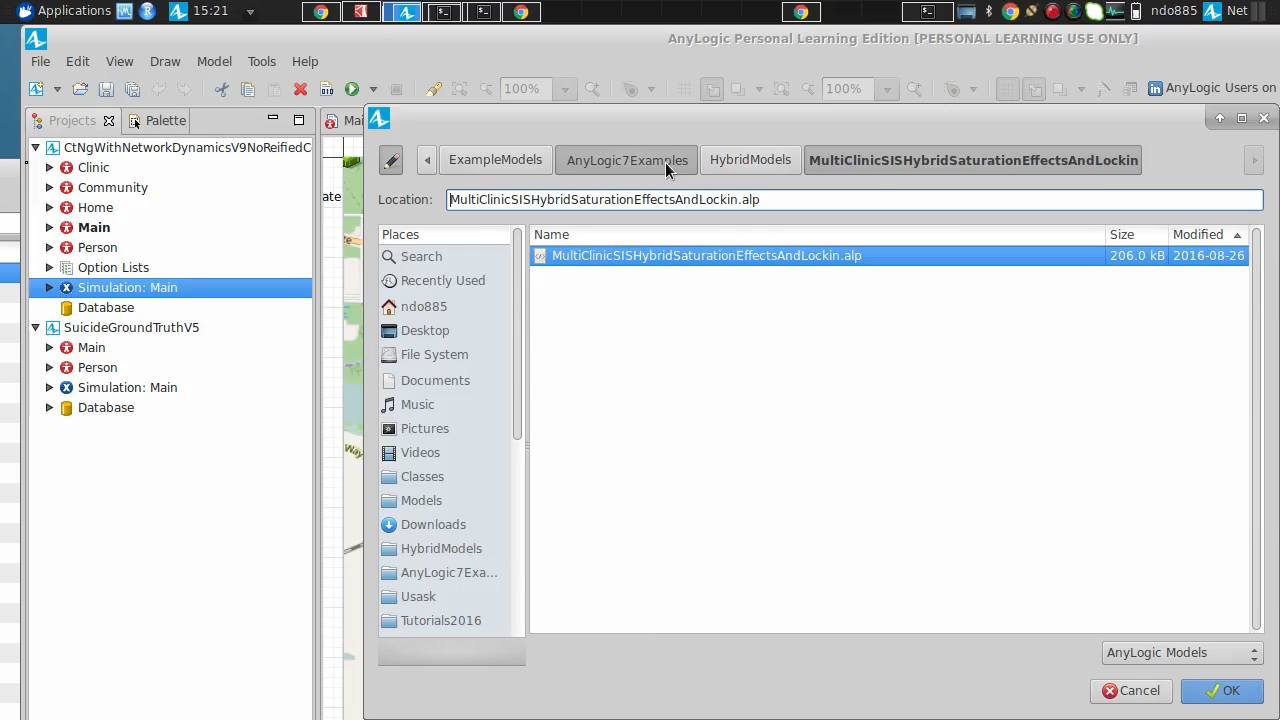 Applications 15:21 ndo885 Net
AnyLogic Personal Learning Edition [PERSONAL LEARNING USE ONLY]
File Edit View Draw Model Tools Help
100% 100% AnyLogic Users on
Projects Palette Mai
CtNgWithNetworkDynamicsV9NoReifiedC
Clinic
Community
Home
Main
Person
Option Lists
Simulation: Main
Database
SuicideGroundTruthV5
Main
Person
Simulation: Main
Database
ate
Way
ExampleModels AnyLogic7Examples HybridModels MultiClinicSISHybridSaturationEffectsAndLockin
Location: MultiClinicSISHybridSaturationEffectsAndLockin.alp
Places
Search
Recently Used
ndo885
Desktop
File System
Documents
Music
Pictures
Videos
Classes
Models
Downloads
HybridModels
AnyLogic7Exa...
Usask
Tutorials2016
Name Size Modified
MultiClinicSISHybridSaturationEffectsAndLockin.alp 206.0 kB 2016-08-26
AnyLogic Models
Cancel OK